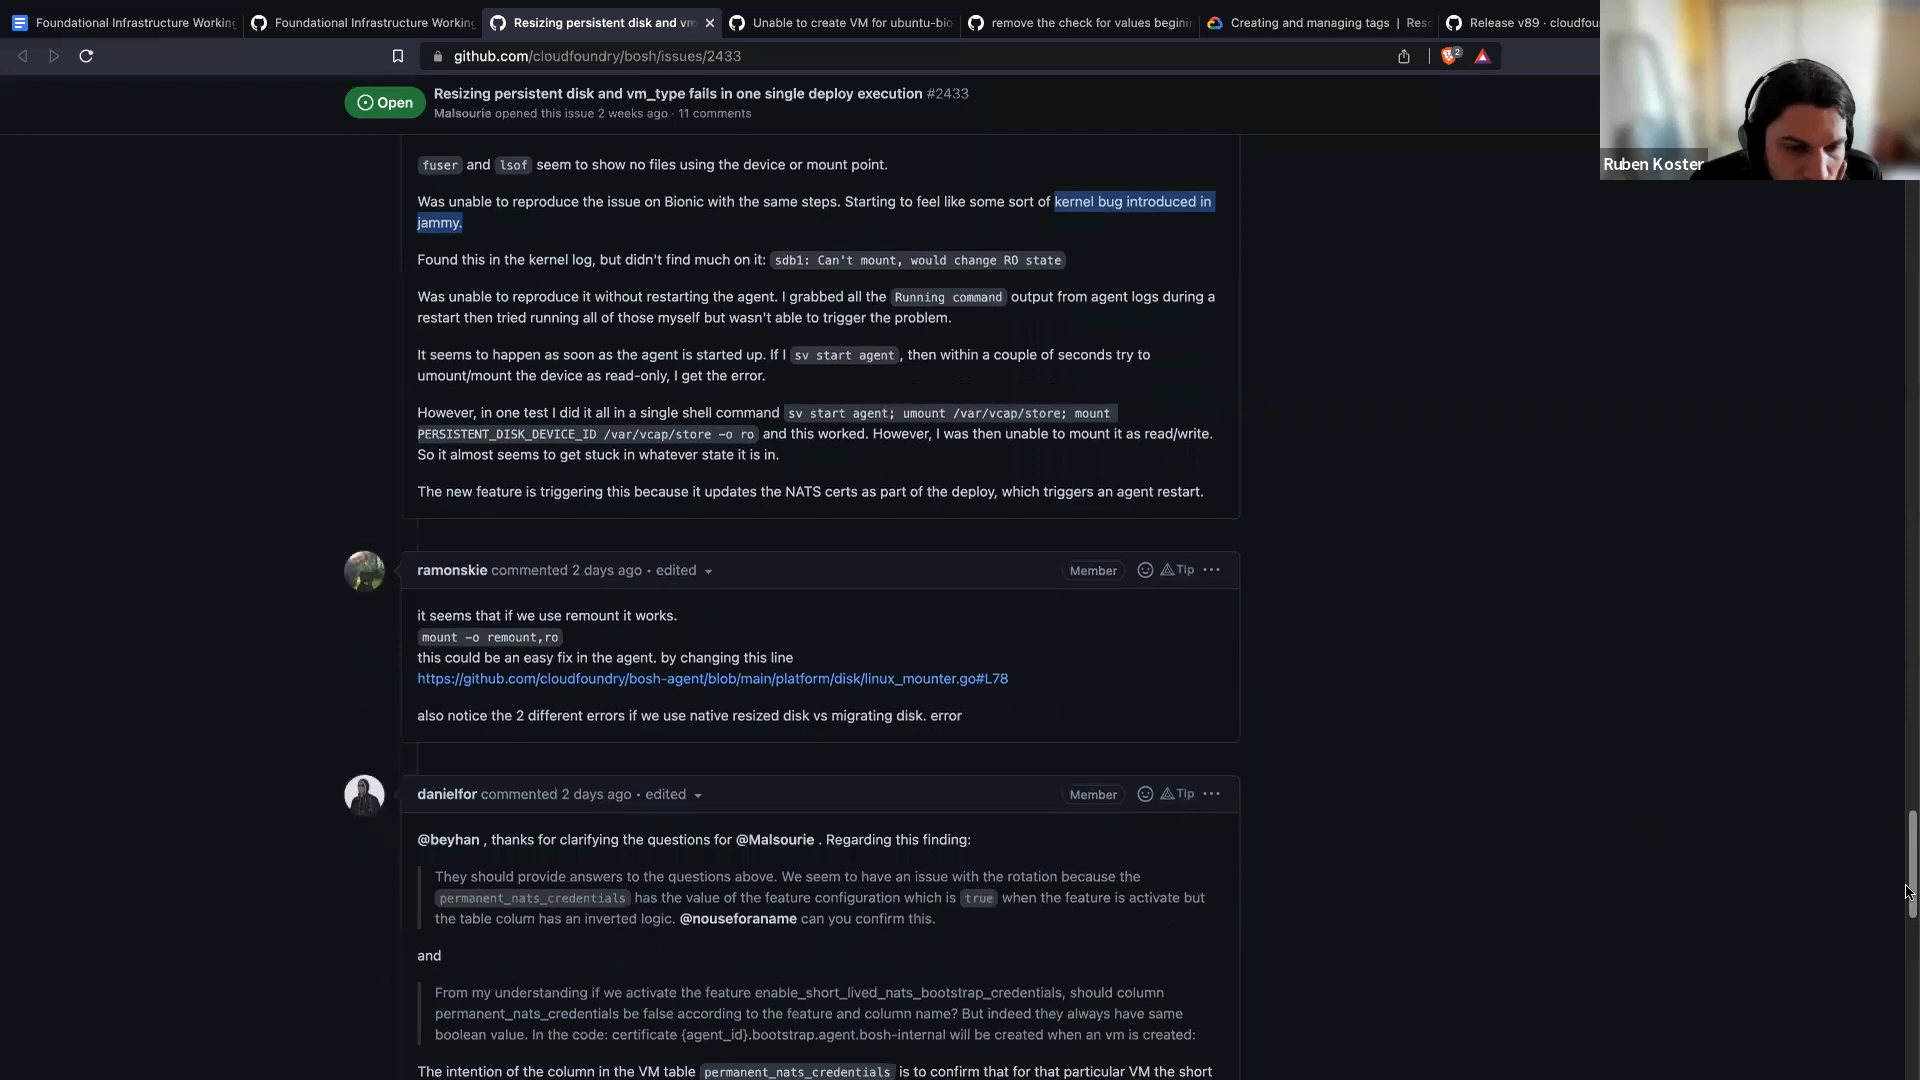 Foundational Infrastructure Working
Foundational Infrastructure Working
Resizing persistent disk and vm
Unable to create VM for ubuntu-bio
remove the check for values beginin
Creating and managing tags | Reso
Release v89 · cloudfou
github.com/cloudfoundry/bosh/issues/2433
2
Open
Resizing persistent disk and vm_type fails in one single deploy execution #2433
Malsourie opened this issue 2 weeks ago · 11 comments
Ruben Koster
fuser and lsof seem to show no files using the device or mount point.
Was unable to reproduce the issue on Bionic with the same steps. Starting to feel like some sort of kernel bug introduced in
jammy.
Found this in the kernel log, but didn't find much on it: sdb1: Can't mount, would change RO state
Was unable to reproduce it without restarting the agent. I grabbed all the Running command output from agent logs during a
restart then tried running all of those myself but wasn't able to trigger the problem.
It seems to happen as soon as the agent is started up. If I sv start agent, then within a couple of seconds try to
umount/mount the device as read-only, I get the error.
However, in one test I did it all in a single shell command sv start agent; umount /var/vcap/store; mount
PERSISTENT_DISK_DEVICE_ID /var/vcap/store -o ro and this worked. However, I was then unable to mount it as read/write.
So it almost seems to get stuck in whatever state it is in.
The new feature is triggering this because it updates the NATS certs as part of the deploy, which triggers an agent restart.
ramonskie commented 2 days ago · edited
Member
Tip
it seems that if we use remount it works.
mount -o remount,ro
this could be an easy fix in the agent. by changing this line
https://github.com/cloudfoundry/bosh-agent/blob/main/platform/disk/linux_mounter.go#L78
also notice the 2 different errors if we use native resized disk vs migrating disk. error
danielfor commented 2 days ago · edited
Member
Tip
@beyhan , thanks for clarifying the questions for @Malsourie . Regarding this finding:
They should provide answers to the questions above. We seem to have an issue with the rotation because the
permanent_nats_credentials has the value of the feature configuration which is true when the feature is activate but
the table colum has an inverted logic. @nouseforaname can you confirm this.
and
From my understanding if we activate the feature enable_short_lived_nats_bootstrap_credentials, should column
permanent_nats_credentials be false according to the feature and column name? But indeed they always have same
boolean value. In the code: certificate {agent_id}.bootstrap.agent.bosh-internal will be created when an vm is created:
The intention of the column in the VM table permanent_nats_credentials is to confirm that for that particular VM the short